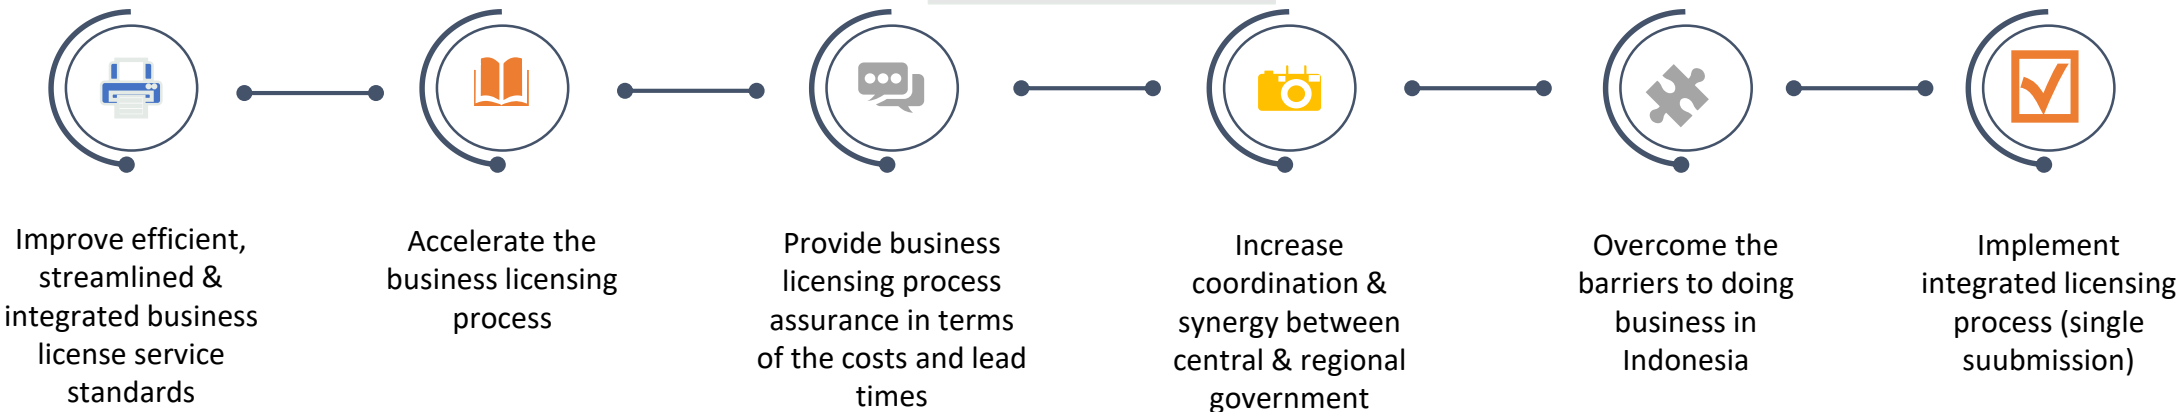 Improve efficient,
streamlined &
integrated business
license service
standards
Accelerate the
business licensing
process
Provide business
licensing process
assurance in terms
of the costs and lead
times
Increase
coordination &
synergy between
central & regional
government
Overcome the
barriers to doing
business in
Indonesia
Implement
integrated licensing
process (single
suubmission)